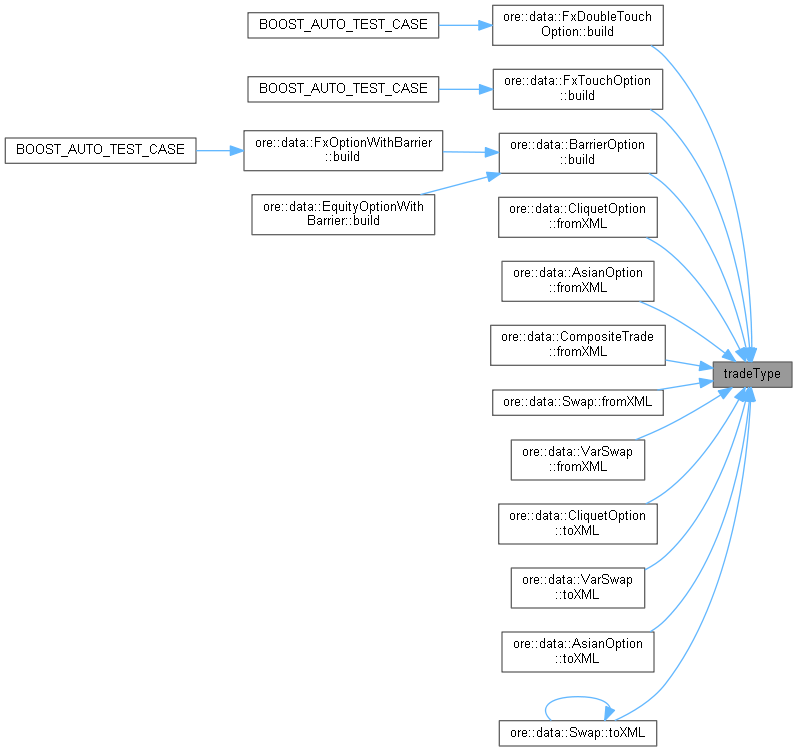 BOOST_AUTO_TEST_CASE
ore::data::FxDoubleTouch
Option::build
BOOST_AUTO_TEST_CASE
ore::data::FxTouchOption
::build
BOOST_AUTO_TEST_CASE
ore::data::FxOptionWithBarrier
::build
ore::data::BarrierOption
::build
ore::data::EquityOptionWith
Barrier::build
ore::data::CliquetOption
::fromXML
ore::data::AsianOption
::fromXML
ore::data::CompositeTrade
::fromXML
tradeType
ore::data::Swap::fromXML
ore::data::VarSwap
::fromXML
ore::data::CliquetOption
::toXML
ore::data::VarSwap
::toXML
ore::data::AsianOption
::toXML
ore::data::Swap::toXML